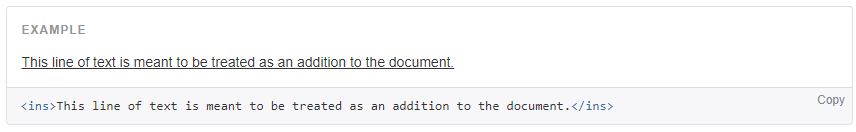 EXAMPLE
This line of text is meant to be treated as an addition to the document.
Copy
<ins>This line of text is meant to be treated as an addition to the document.</ins>